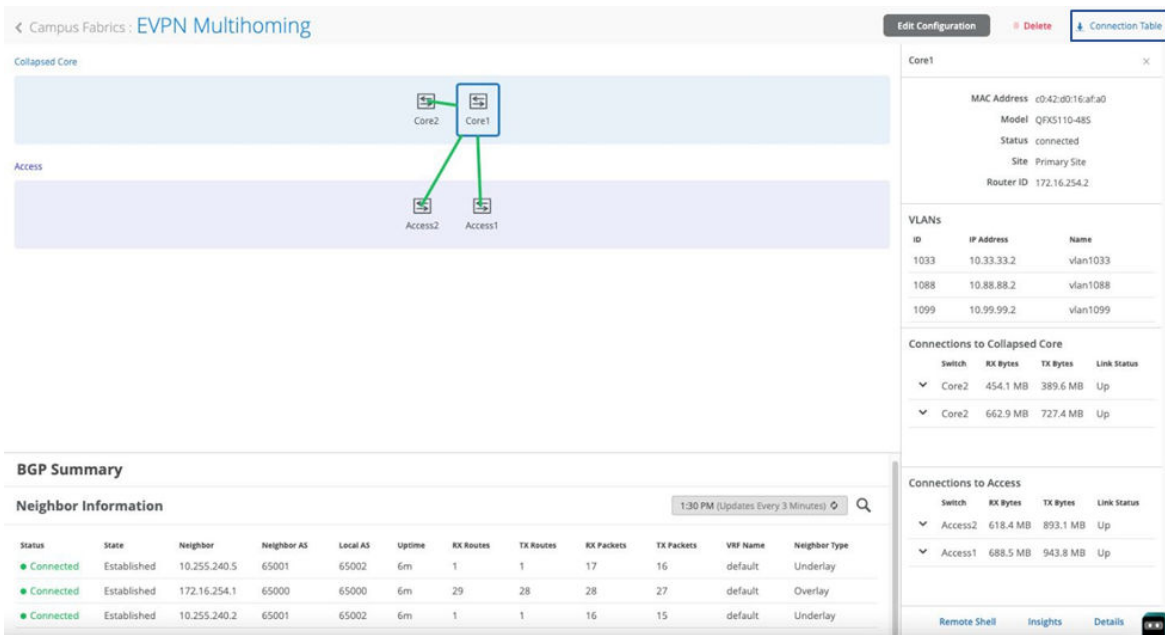 Campus Fabrics : EVPN Multihoming
Edit Configuration
Delete
Connection Table
Collapsed Core
Core2
Core1
Access
Access2
Access1
Core1
MAC Address c0:42:d0:16:af:a0
Model QFX5110-48S
Status connected
Site Primary Site
Router ID 172.16.254.2
VLANs
ID IP Address Name
1033 10.33.33.2 vlan1033
1088 10.88.88.2 vlan1088
1099 10.99.99.2 vlan1099
Connections to Collapsed Core
Switch RX Bytes TX Bytes Link Status
Core2 454.1 MB 389.6 MB Up
Core2 662.9 MB 727.4 MB Up
Connections to Access
Switch RX Bytes TX Bytes Link Status
Access2 618.4 MB 893.1 MB Up
Access1 688.5 MB 943.8 MB Up
Remote Shell Insights Details
BGP Summary
Neighbor Information
1:30 PM (Updates Every 3 Minutes)
Status State Neighbor Neighbor AS Local AS Uptime RX Routes TX Routes RX Packets TX Packets VRF Name Neighbor Type
Connected Established 10.255.240.5 65001 65002 6m 1 1 17 16 default Underlay
Connected Established 172.16.254.1 65000 65000 6m 29 28 28 27 default Overlay
Connected Established 10.255.240.2 65001 65002 6m 1 1 16 15 default Underlay